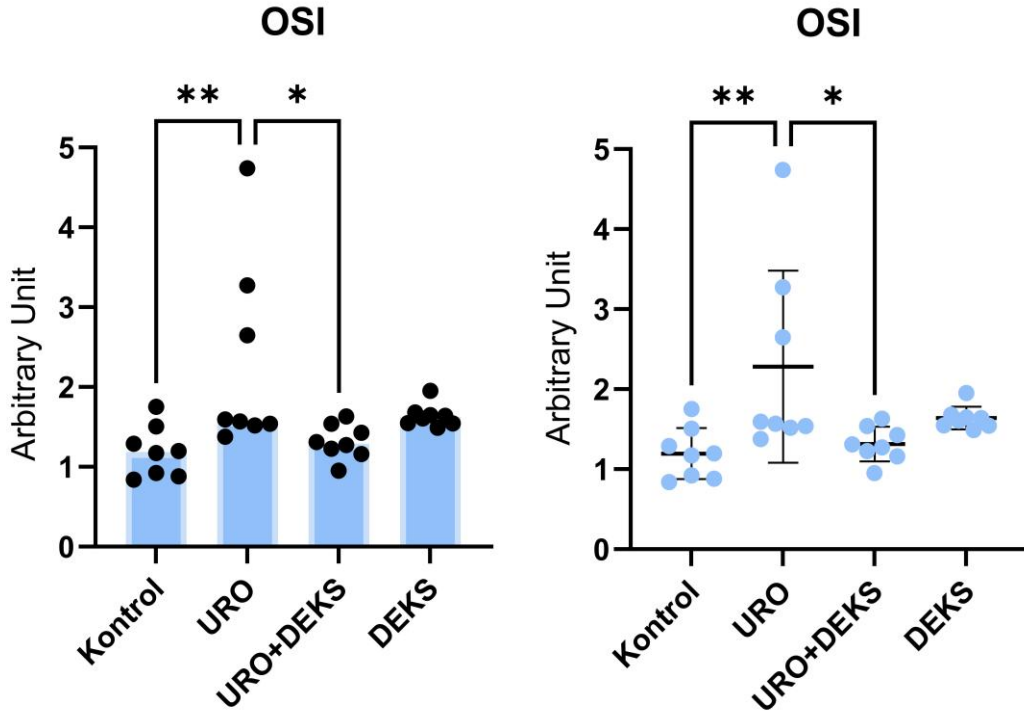 OSI
** *
Arbitrary Unit
5
4
3
2
1
0
Kontrol
URO
URO+DEKS
DEKS
OSI
** *
Arbitrary Unit
5
4
3
2
1
0
Kontrol
URO
URO+DEKS
DEKS